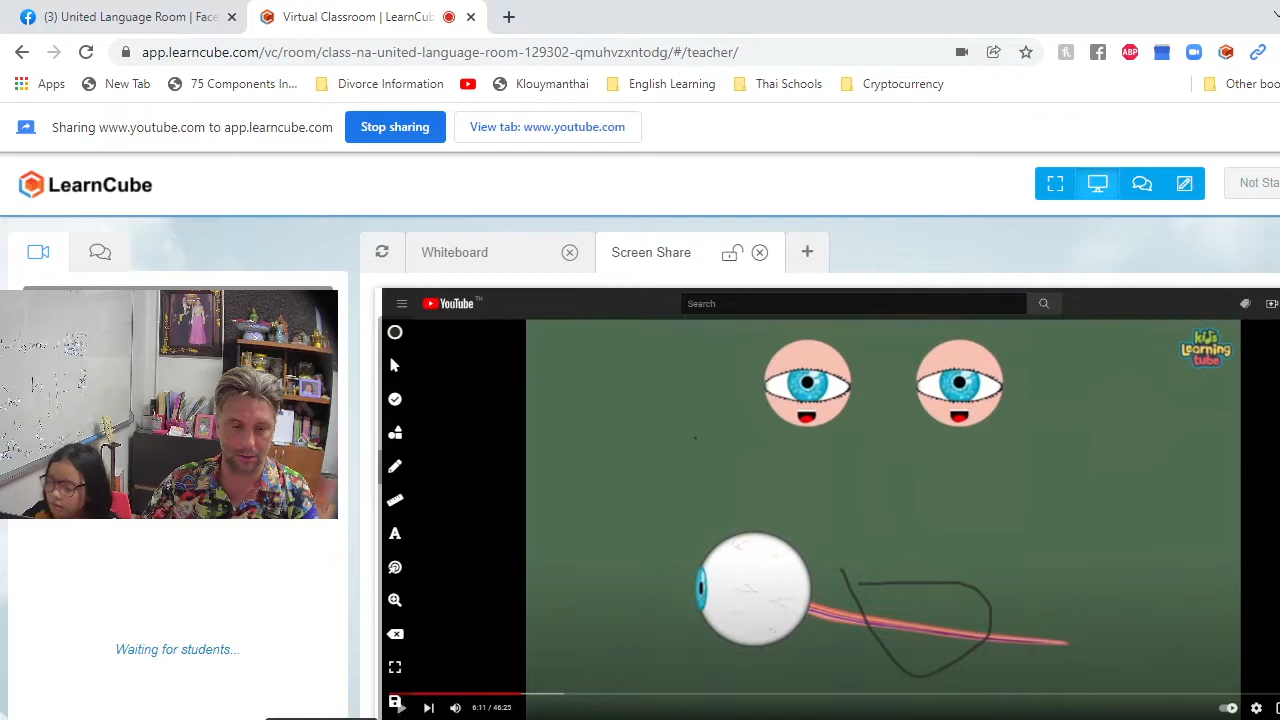 (3) United Language Room | Face
Virtual Classroom | LearnCub
app.learncube.com/vc/room/class-na-united-language-room-129302-qmuhvzxntodg/#/teacher/
ABP
Apps
New Tab
75 Components In...
Divorce Information
Klouymanthai
English Learning
Thai Schools
Cryptocurrency
Other boo
Sharing www.youtube.com to app.learncube.com
Stop sharing
View tab: www.youtube.com
LearnCube
Not Sta
Whiteboard
Screen Share
YouTube TH
Search
kids
Learning
tube
A
Waiting for students...
6:11 / 46:25